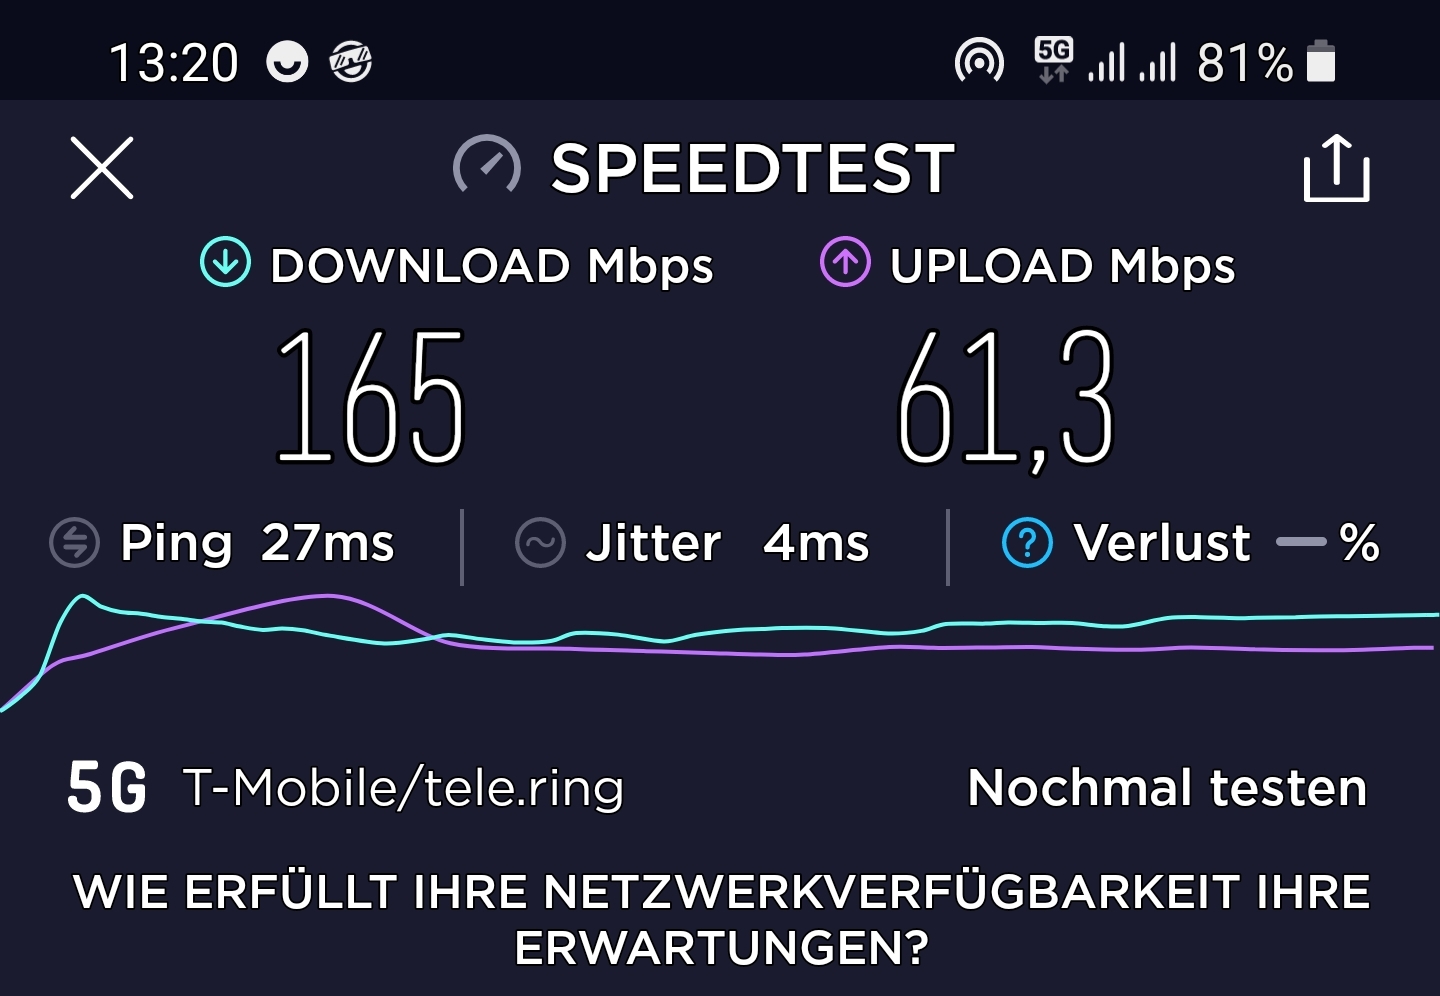 13:20 5G 81%
SPEEDTEST
DOWNLOAD Mbps UPLOAD Mbps
165 61,3
Ping 27ms Jitter 4ms Verlust — %
5G T-Mobile/tele.ring Nochmal testen
WIE ERFÜLLT IHRE NETZWERKVERFÜGBARKEIT IHRE
ERWARTUNGEN?